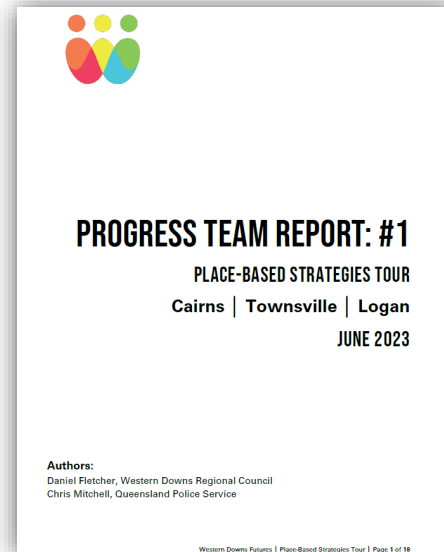 PROGRESS TEAM REPORT: #1
PLACE-BASED STRATEGIES TOUR
Cairns | Townsville | Logan
JUNE 2023
Authors:
Daniel Fletcher, Western Downs Regional Council
Chris Mitchell, Queensland Police Service
Western Downs Futures | Place-Based Strategies Tour | Page 1 of 18